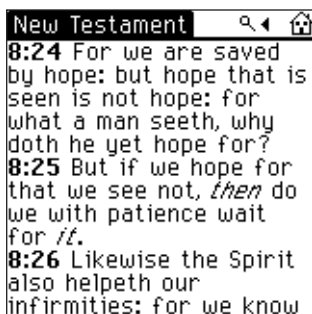 New Testament
8:24 For we are saved
by hope: but hope that is
seen is not hope: for
what a man seeth, why
doth he yet hope for?
8:25 But if we hope for
that we see not, then do
we with patience wait
for it.
8:26 Likewise the Spirit
also helpeth our
infirmities: for we know